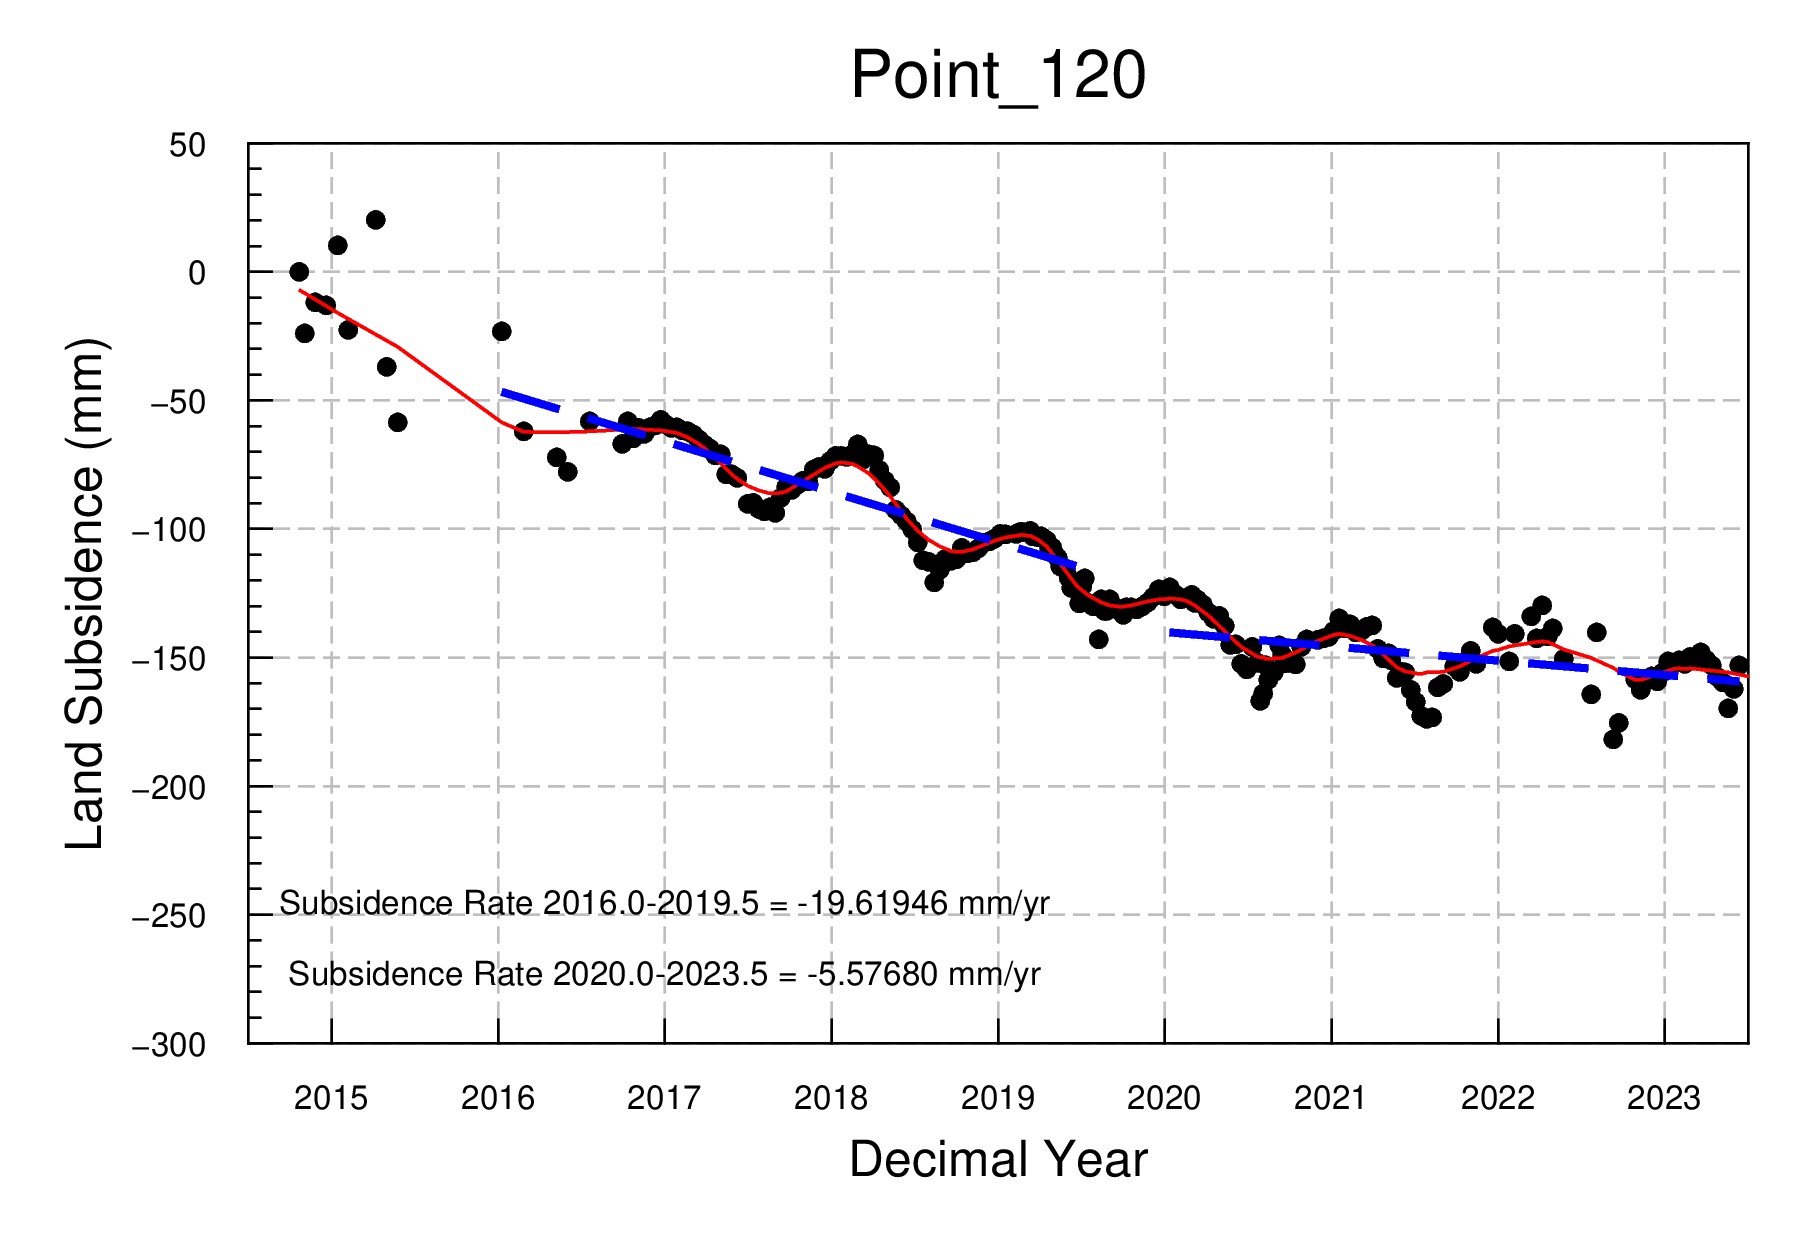 Point_120
50
0
−50
−100
−150
−200
−250
−300
Land Subsidence (mm)
Subsidence Rate 2016.0-2019.5 = -19.61946 mm/yr
Subsidence Rate 2020.0-2023.5 = -5.57680 mm/yr
2015 2016 2017 2018 2019 2020 2021 2022 2023
Decimal Year